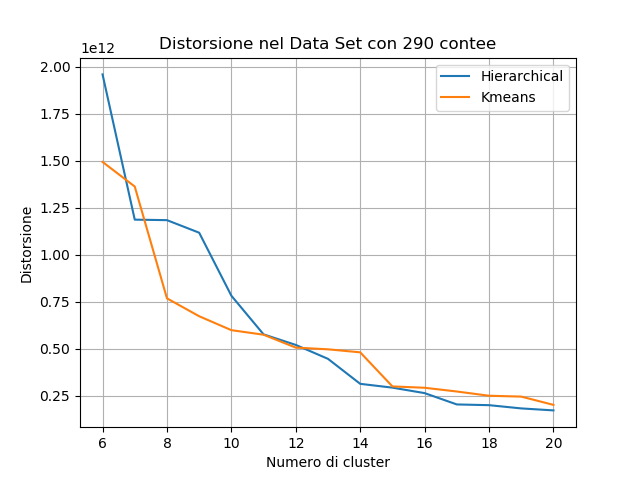 Distorsione nel Data Set con 290 contee
1e12
2.00
1.75
1.50
1.25
1.00
0.75
0.50
0.25
Distorsione
Hierarchical
Kmeans
6 8 10 12 14 16 18 20
Numero di cluster